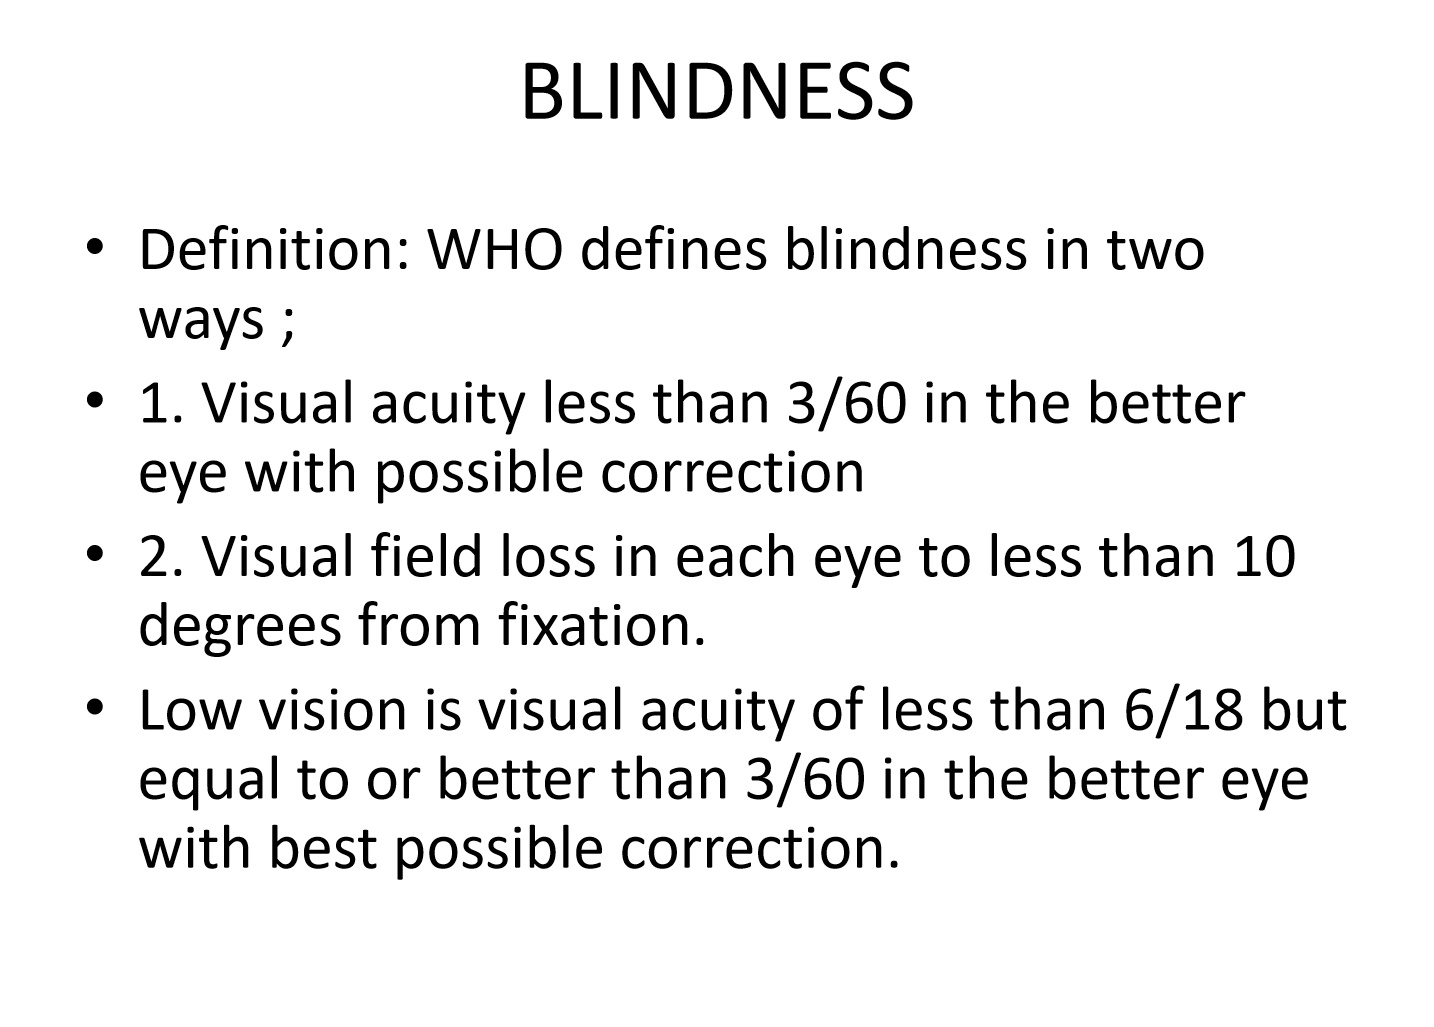 BLINDNESS
• Definition: WHO defines blindness in two
ways ;
• 1. Visual acuity less than 3/60 in the better
eye with possible correction
• 2. Visual field loss in each eye to less than 10
degrees from fixation.
• Low vision is visual acuity of less than 6/18 but
equal to or better than 3/60 in the better eye
with best possible correction.